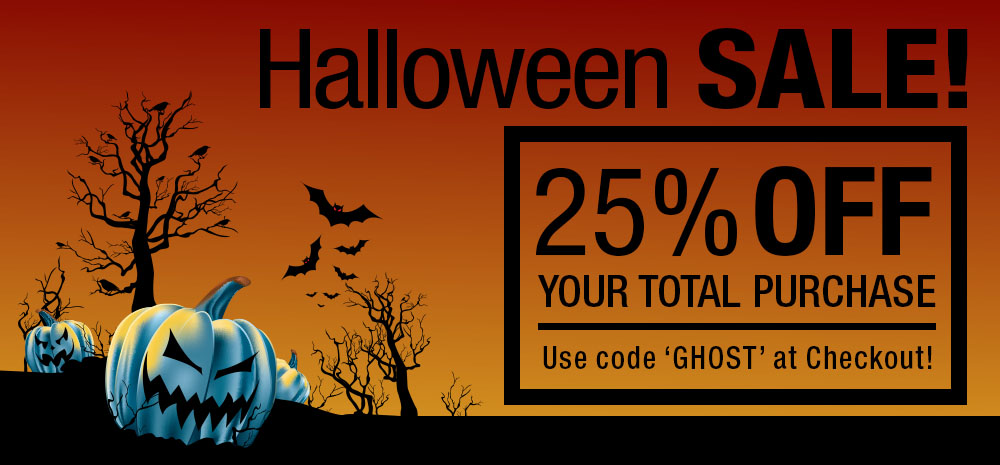 Halloween SALE!
25% OFF
YOUR TOTAL PURCHASE
Use code ‘GHOST’ at Checkout!